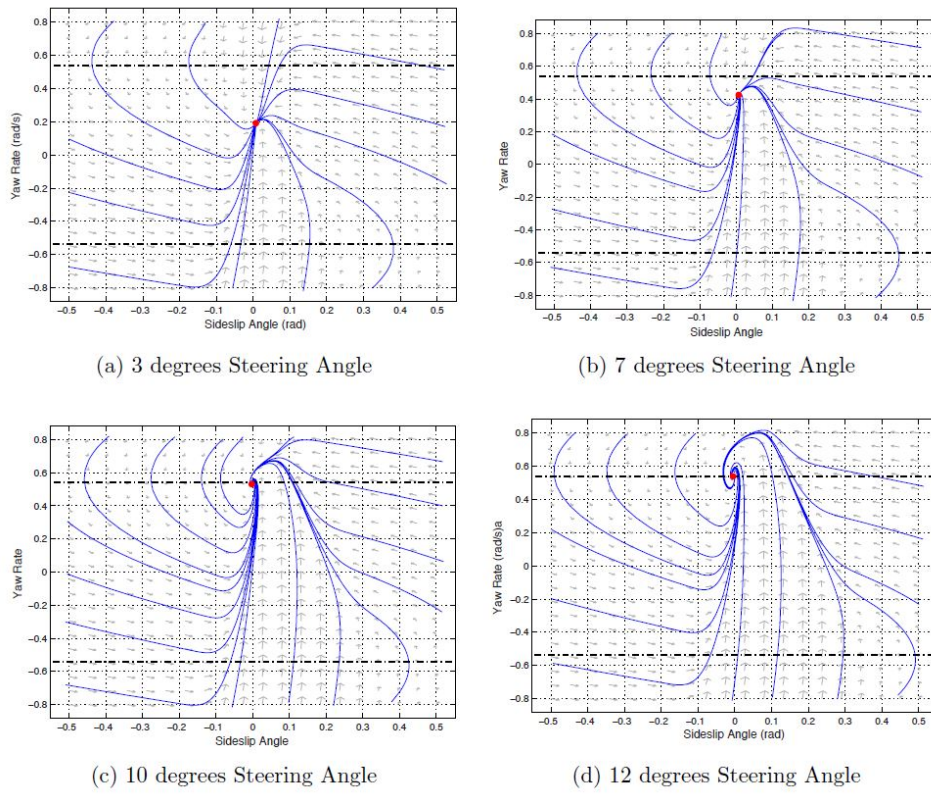 0.8
0.6
0.4
0.2
0
−0.2
−0.4
−0.6
−0.8
Yaw Rate (rad/s)
−0.5 −0.4 −0.3 −0.2 −0.1 0 0.1 0.2 0.3 0.4 0.5
Sideslip Angle (rad)
(a) 3 degrees Steering Angle
0.8
0.6
0.4
0.2
0
−0.2
−0.4
−0.6
−0.8
Yaw Rate
−0.5 −0.4 −0.3 −0.2 −0.1 0 0.1 0.2 0.3 0.4 0.5
Sideslip Angle
(b) 7 degrees Steering Angle
0.8
0.6
0.4
0.2
0
−0.2
−0.4
−0.6
−0.8
Yaw Rate
−0.5 −0.4 −0.3 −0.2 −0.1 0 0.1 0.2 0.3 0.4 0.5
Sideslip Angle
(c) 10 degrees Steering Angle
0.8
0.6
0.4
0.2
0
−0.2
−0.4
−0.6
−0.8
Yaw Rate (rad/s)a
−0.5 −0.4 −0.3 −0.2 −0.1 0 0.1 0.2 0.3 0.4 0.5
Sideslip Angle (rad)
(d) 12 degrees Steering Angle